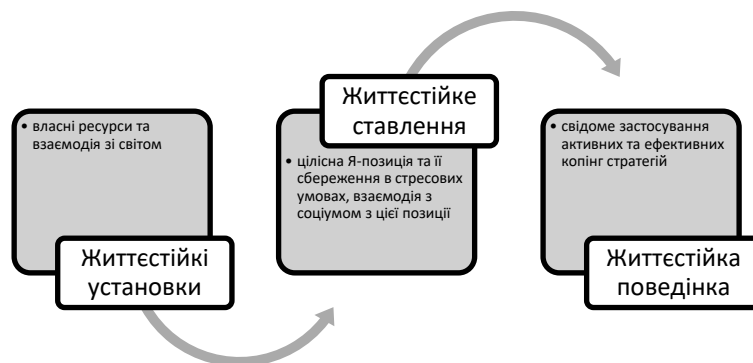 • власні ресурси та
взаємодія зі світом
Життєстійкі
установки
Життєстійке
ставлення
• цілісна Я-позиція та її
збереження в стресових
умовах, взаємодія з
соціумом з цієї позиції
• свідоме застосування
активних та ефективних
копінг стратегій
Життєстійка
поведінка